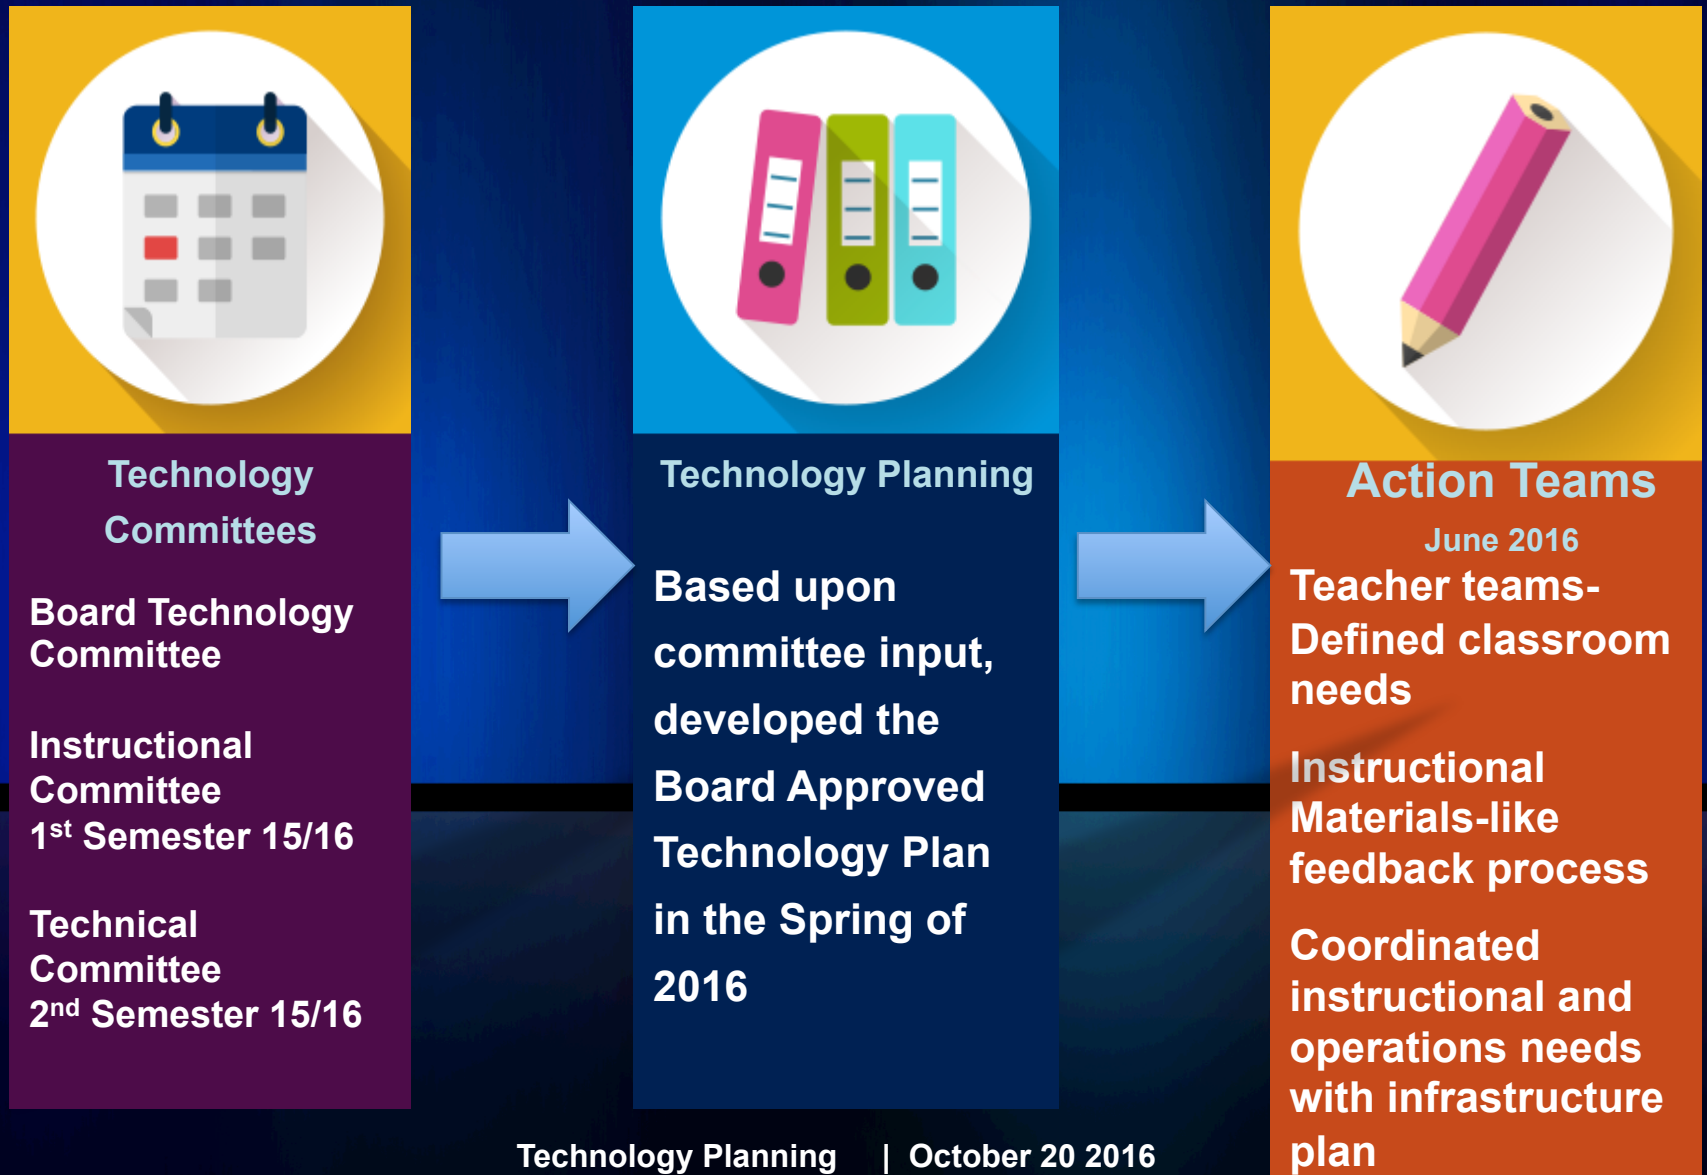 Technology
Committees
Board Technology
Committee
Instructional
Committee
1st Semester 15/16
Technical
Committee
2nd Semester 15/16
Technology Planning
Based upon
committee input,
developed the
Board Approved
Technology Plan
in the Spring of
2016
Action Teams
June 2016
Teacher teams-
Defined classroom
needs
Instructional
Materials-like
feedback process
Coordinated
instructional and
operations needs
with infrastructure
plan
Technology Planning | October 20 2016